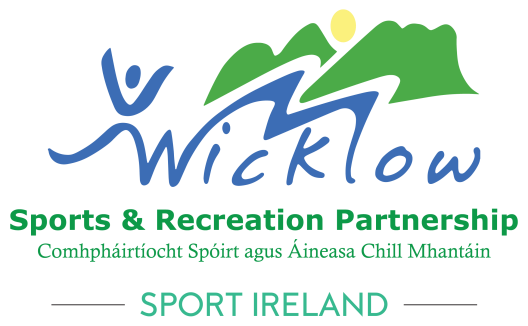 Wicklow
Sports & Recreation Partnership
Comhpháirtíocht Spóirt agus Áineasa Chill Mhantáin
SPORT IRELAND